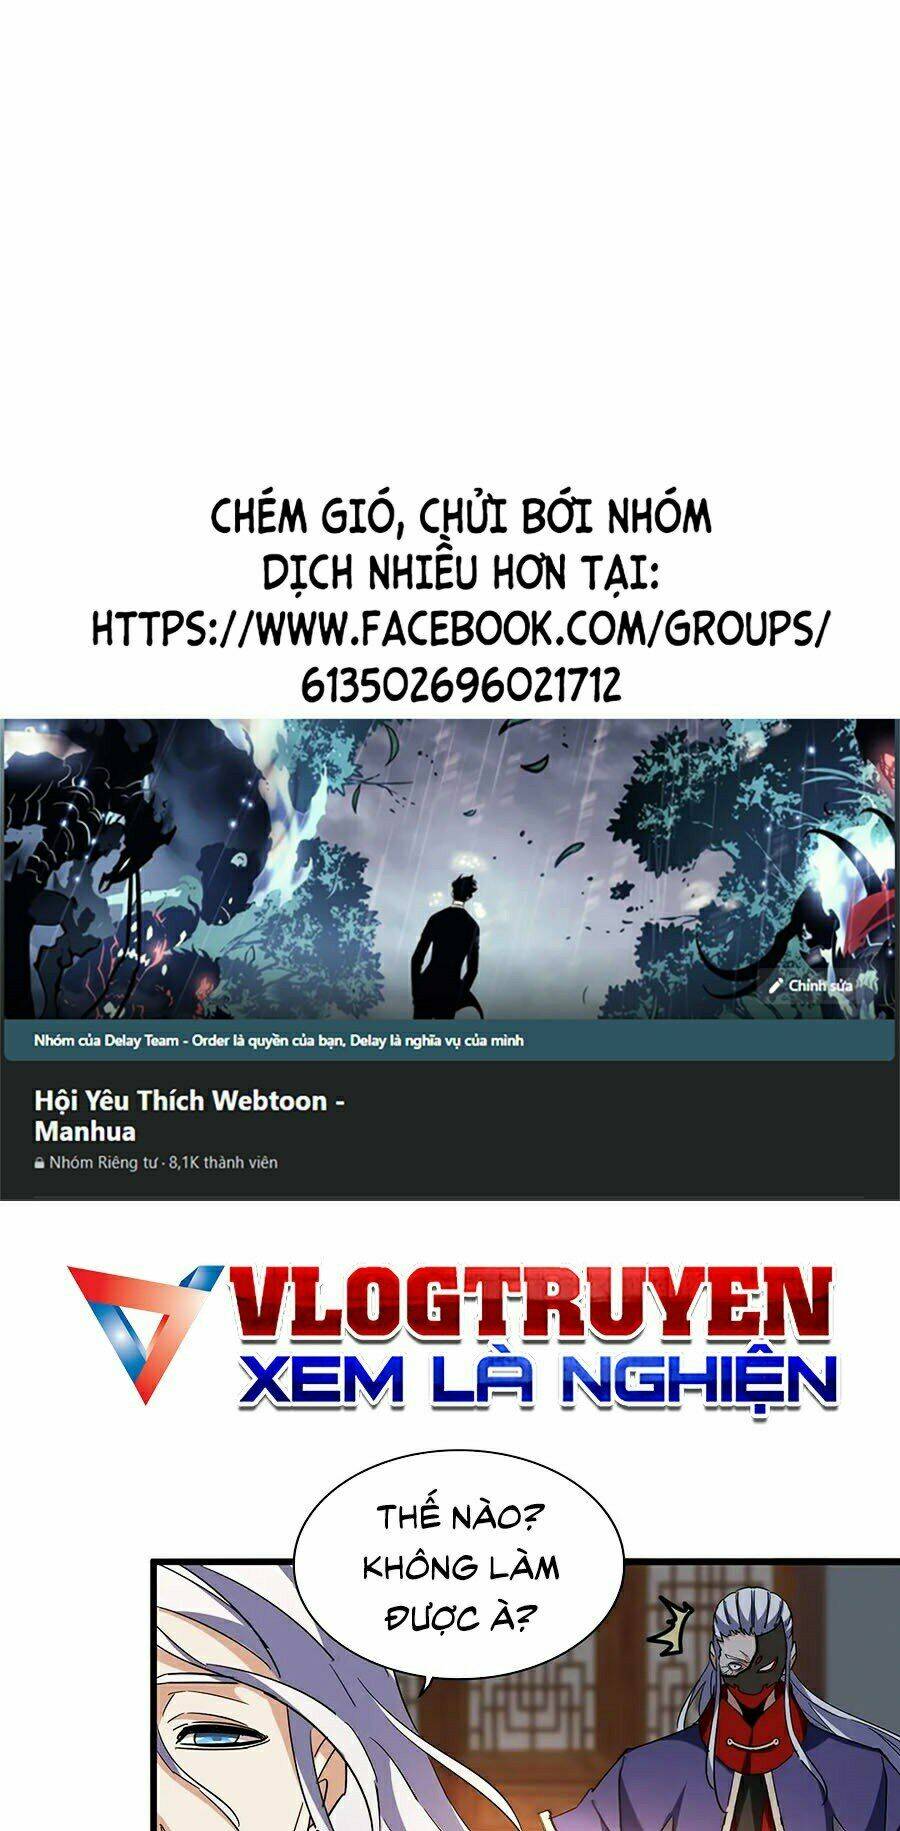 CHÉM GIÓ, CHỬI BỚI NHÓM
DỊCH NHIỀU HƠN TẠI:
HTTPS://WWW.FACEBOOK.COM/GROUPS/
613502696021712
Chỉnh sửa
Nhóm của Delay Team - Order là quyền của bạn, Delay là nghĩa vụ của mình
Hội Yêu Thích Webtoon -
Manhua
Nhóm Riêng tư · 8,1K thành viên
VLOGTRUYEN
XEM LÀ NGHIỆN
THẾ NÀO?
KHÔNG LÀM
ĐƯỢC À?